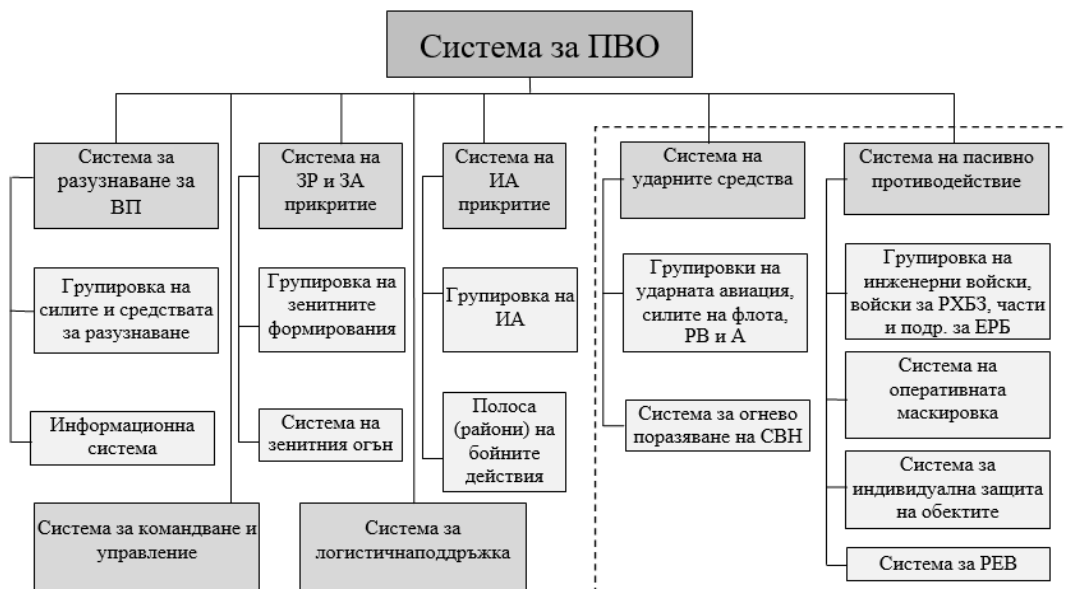 Система за ПВО
Система за
разузнаване за
ВП
Групировка на
силите и средствата
за разузнаване
Информационна
система
Система за командване и
управление
Система на
ЗР и ЗА
прикритие
Групировка на
зенитните
формирования
Система на
зенитния огън
Система за
логистичнаподдръжка
Система на
ИА
прикритие
Групировка на
ИА
Полоса
(райони) на
бойните
действия
Система на
ударните средства
Групировки на
ударната авиация,
силите на флота,
РВ и А
Система за огнево
поразяване на СВН
Система на пасивно
противодействие
Групировка на
инженерни войски,
войски за РХБЗ, части
и подр. за ЕРБ
Система на
оперативната
маскировка
Система за
индивидуална защита
на обектите
Система за РЕВ